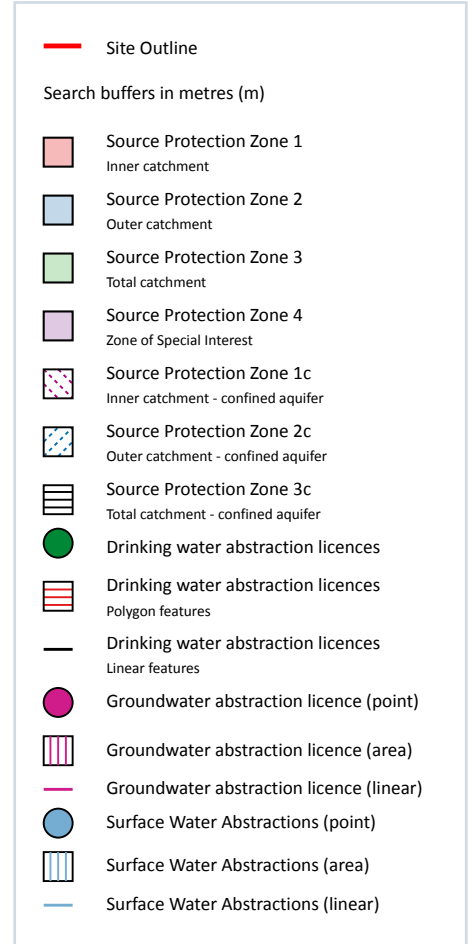 Site Outline
Search buffers in metres (m)
Source Protection Zone 1
Inner catchment
Source Protection Zone 2
Outer catchment
Source Protection Zone 3
Total catchment
Source Protection Zone 4
Zone of Special Interest
Source Protection Zone 1c
Inner catchment - confined aquifer
Source Protection Zone 2c
Outer catchment - confined aquifer
Source Protection Zone 3c
Total catchment - confined aquifer
Drinking water abstraction licences
Drinking water abstraction licences
Polygon features
Drinking water abstraction licences
Linear features
Groundwater abstraction licence (point)
Groundwater abstraction licence (area)
Groundwater abstraction licence (linear)
Surface Water Abstractions (point)
Surface Water Abstractions (area)
Surface Water Abstractions (linear)